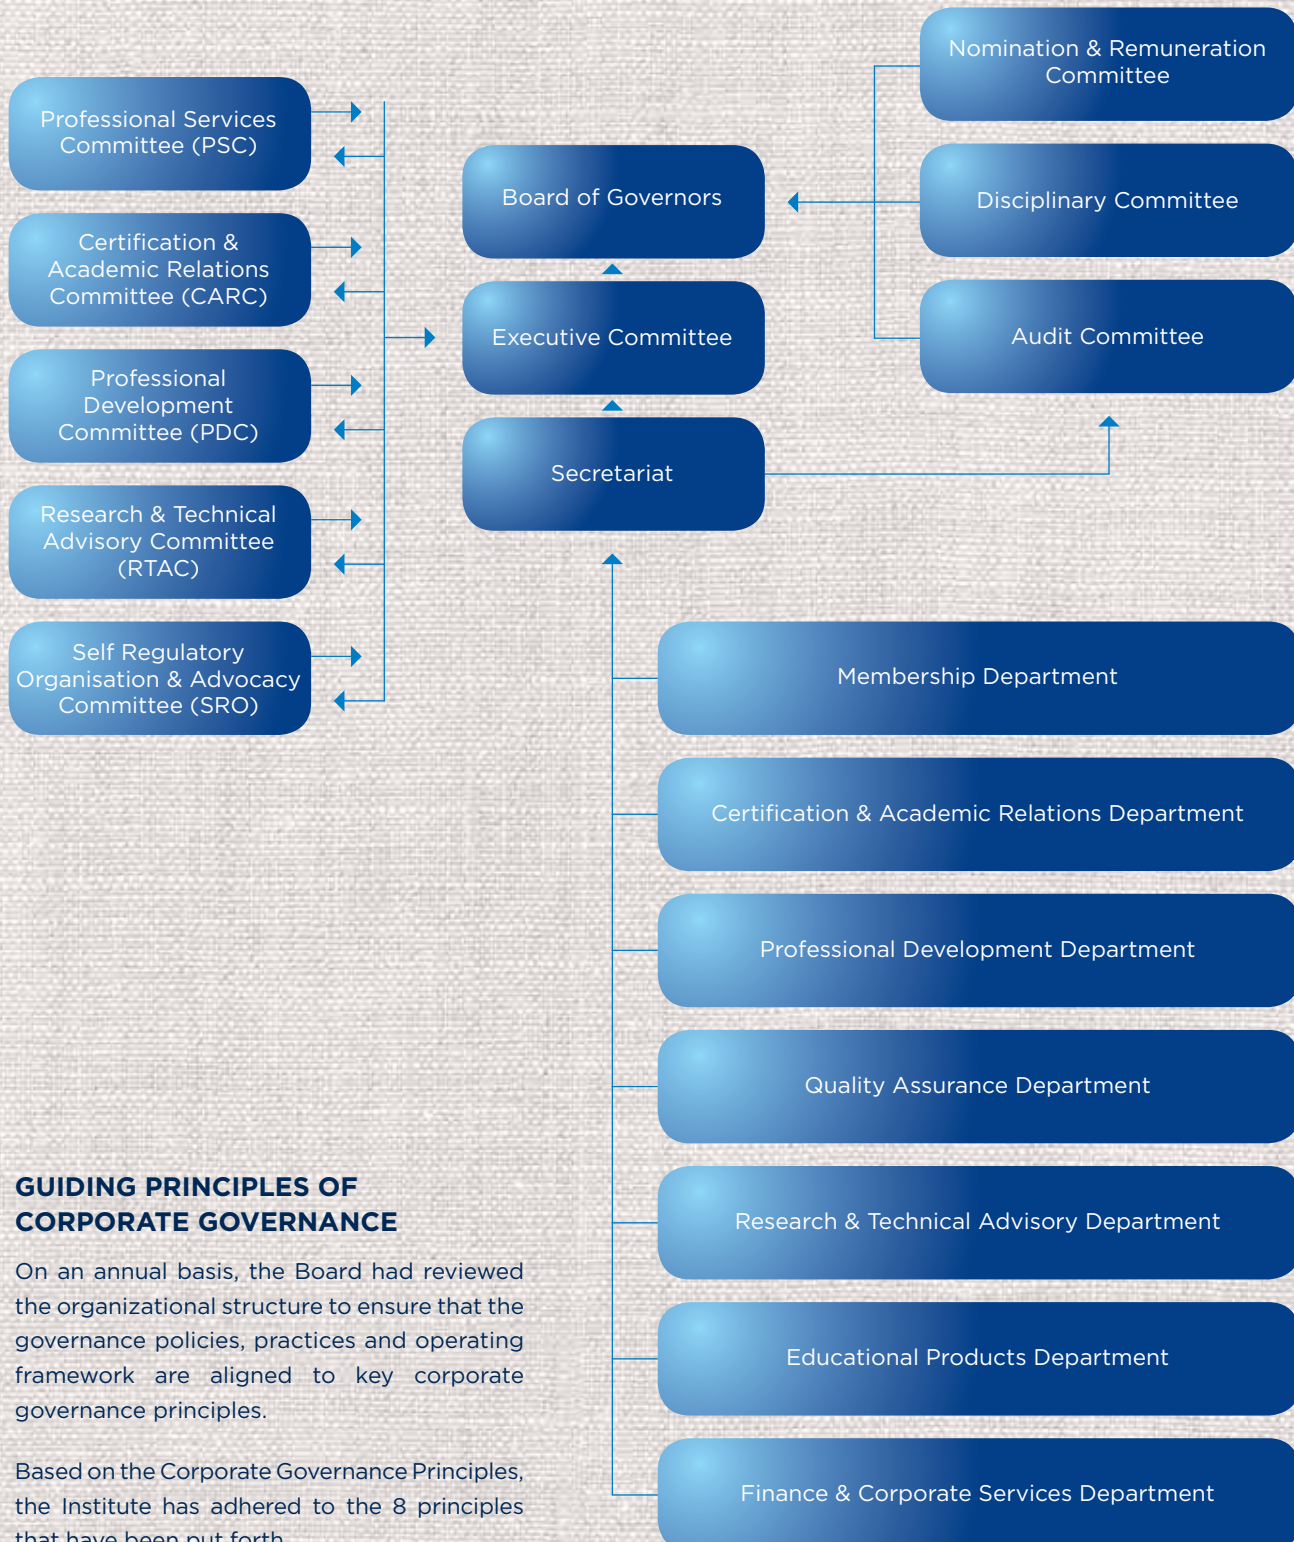 Nomination & Remuneration
Committee
Professional Services
Committee (PSC)
Board of Governors
Disciplinary Committee
Certification &
Academic Relations
Committee (CARC)
Executive Committee
Audit Committee
Professional
Development
Committee (PDC)
Secretariat
Research & Technical
Advisory Committee
(RTAC)
Self Regulatory
Organisation & Advocacy
Committee (SRO)
Membership Department
Certification & Academic Relations Department
Professional Development Department
Quality Assurance Department
Research & Technical Advisory Department
Educational Products Department
Finance & Corporate Services Department
GUIDING PRINCIPLES OF
CORPORATE GOVERNANCE
On an annual basis, the Board had reviewed
the organizational structure to ensure that the
governance policies, practices and operating
framework are aligned to key corporate
governance principles.
Based on the Corporate Governance Principles,
the Institute has adhered to the 8 principles
that have been put forth